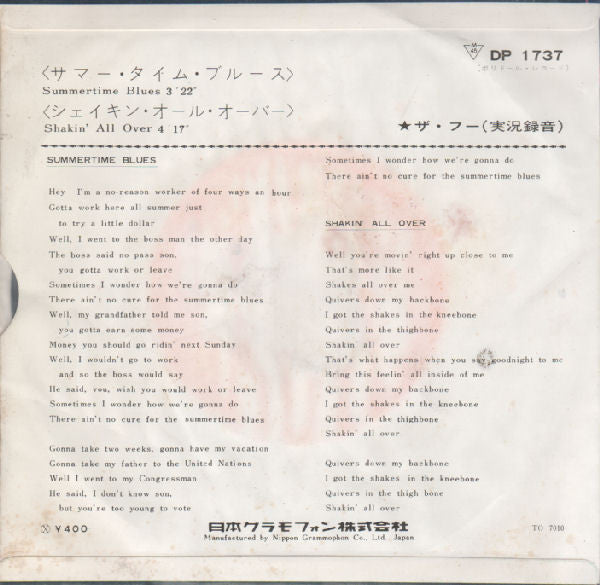 45
DP 1737
(ポリドール・レコード)
〈サマー・タイム・ブルース〉
Summertime Blues 3´22˝
〈シェイキン・オール・オーバー〉
Shakin' All Over 4´17˝
★ザ・フー(実況録音)
SUMMERTIME BLUES
Hey I'm a no-reason worker of four ways an hour
Gotta work here all summer just
to try a little dollar
Well, I went to the boss man the other day
The boss said no pass son,
you gotta work or leave
Sometimes I wonder how we're gonna do
There ain't no cure for the summertime blues
Well, my grandfather told me son,
you gotta earn some money
Money you should go ridin' next Sunday
Well, I wouldn't go to work
and so the boss would say
He said, you, wish you would work or leave
Sometimes I wonder how we're gonna do
There ain't no cure for the summertime blues
Gonna take two weeks, gonna have my vacation
Gonna take my father to the United Nations
Well I went to my Congressman
He said, I don't know son,
but you're too young to vote
Sometimes I wonder how we're gonna do
There ain't no cure for the summertime blues
SHAKIN' ALL OVER
Well you're movin' right up close to me
That's more like it
Shakes all over me
Quivers down my backbone
I got the shakes in the kneebone
Quivers in the thighbone
Shakin' all over
That's what happens when you say goodnight to me
Bring this feelin' all inside of me
Quivers down my backbone
I got the shakes in the kneebone
Quivers in the thighbone
Shakin' all over
Quivers down my backbone
I got the shakes in the kneebone
Quivers in the thigh bone
Shakin' all over
¥400
日本グラモフォン株式会社
Manufactured by Nippon Grammophon Co., Ltd., Japan
TO 7010